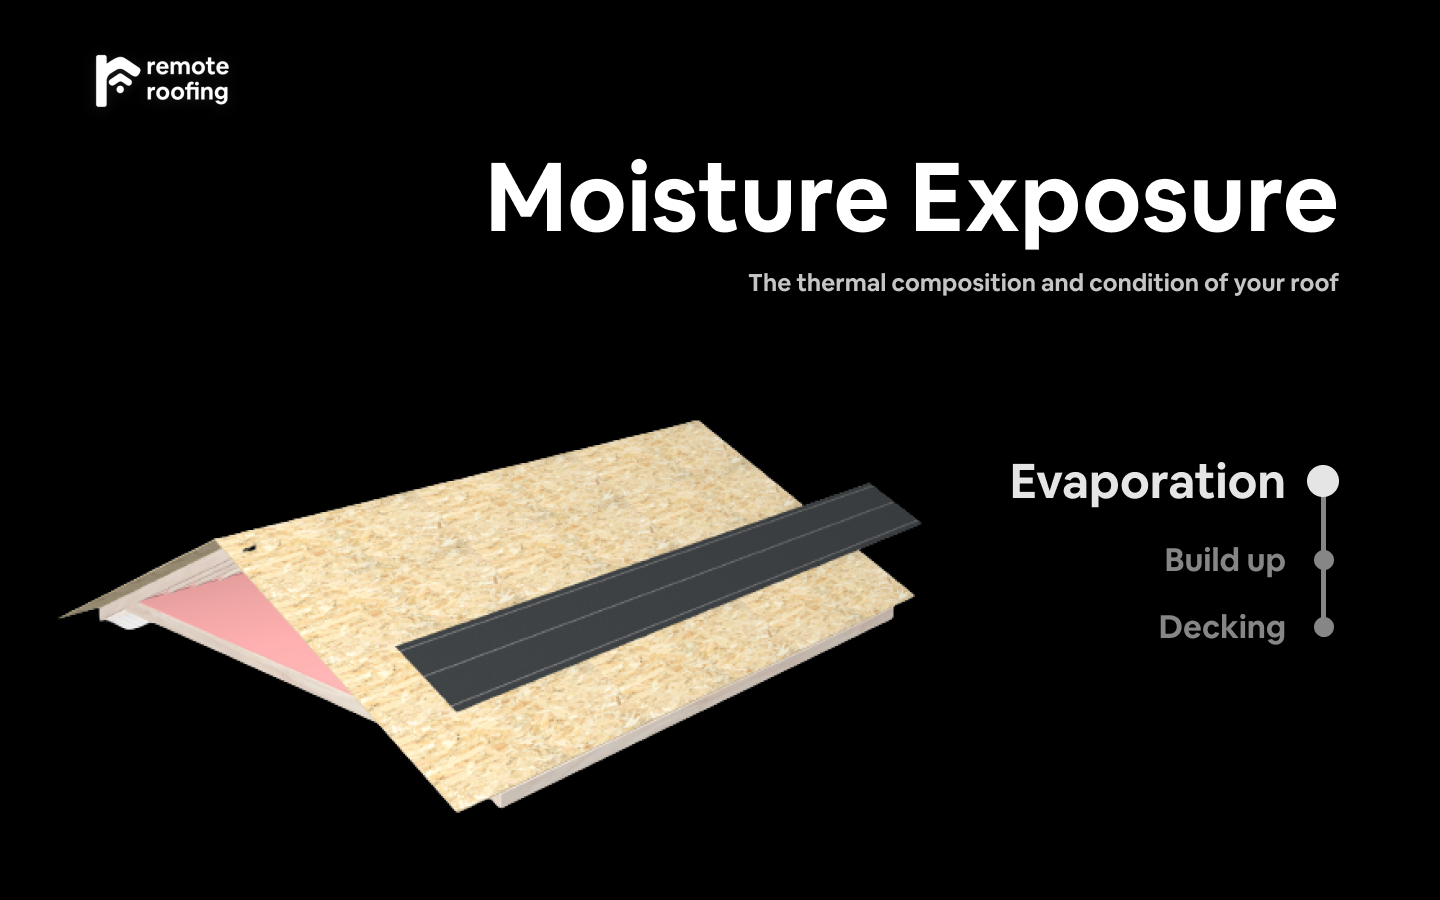 remote
roofing
Moisture Exposure
The thermal composition and condition of your roof
Evaporation
Build up
Decking